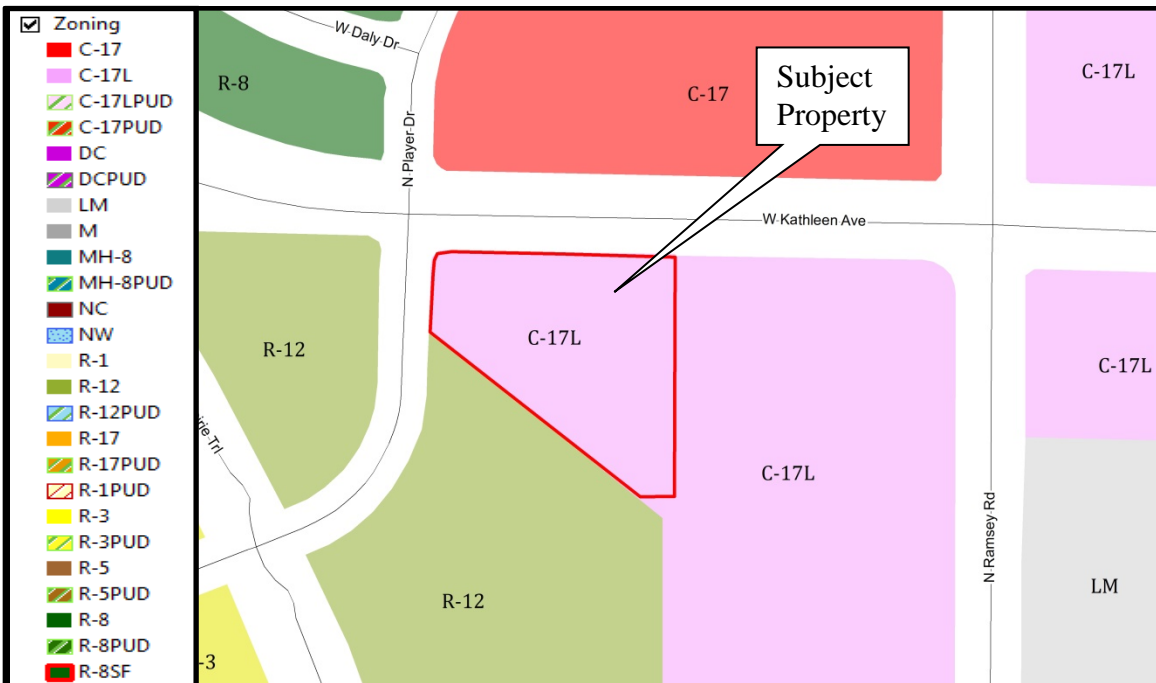 Zoning
C-17
C-17L
C-17LPUD
C-17PUD
DC
DCPUD
LM
M
MH-8
MH-8PUD
NC
NW
R-1
R-12
R-12PUD
R-17
R-17PUD
R-1PUD
R-3
R-3PUD
R-5
R-5PUD
R-8
R-8PUD
R-8SF
W Daly Dr
R-8
N Player Dr
C-17
Subject
Property
C-17L
W Kathleen Ave
R-12
C-17L
C-17L
C-17L
N Ramsey Rd
irie Trl
R-12
LM
-3